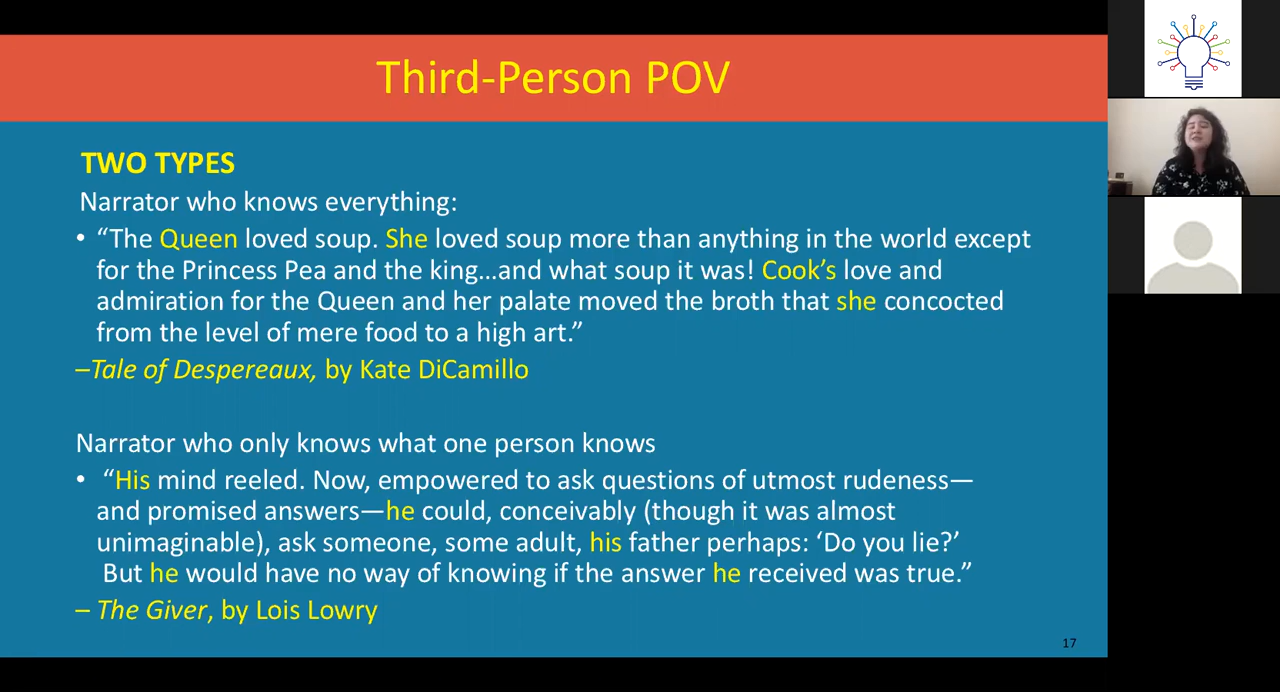 Third-Person POV
TWO TYPES
Narrator who knows everything:
• “The Queen loved soup. She loved soup more than anything in the world except
for the Princess Pea and the king…and what soup it was! Cook’s love and
admiration for the Queen and her palate moved the broth that she concocted
from the level of mere food to a high art.”
–Tale of Despereaux, by Kate DiCamillo
Narrator who only knows what one person knows
• “His mind reeled. Now, empowered to ask questions of utmost rudeness—
and promised answers—he could, conceivably (though it was almost
unimaginable), ask someone, some adult, his father perhaps: ‘Do you lie?’
But he would have no way of knowing if the answer he received was true.”
– The Giver, by Lois Lowry
17